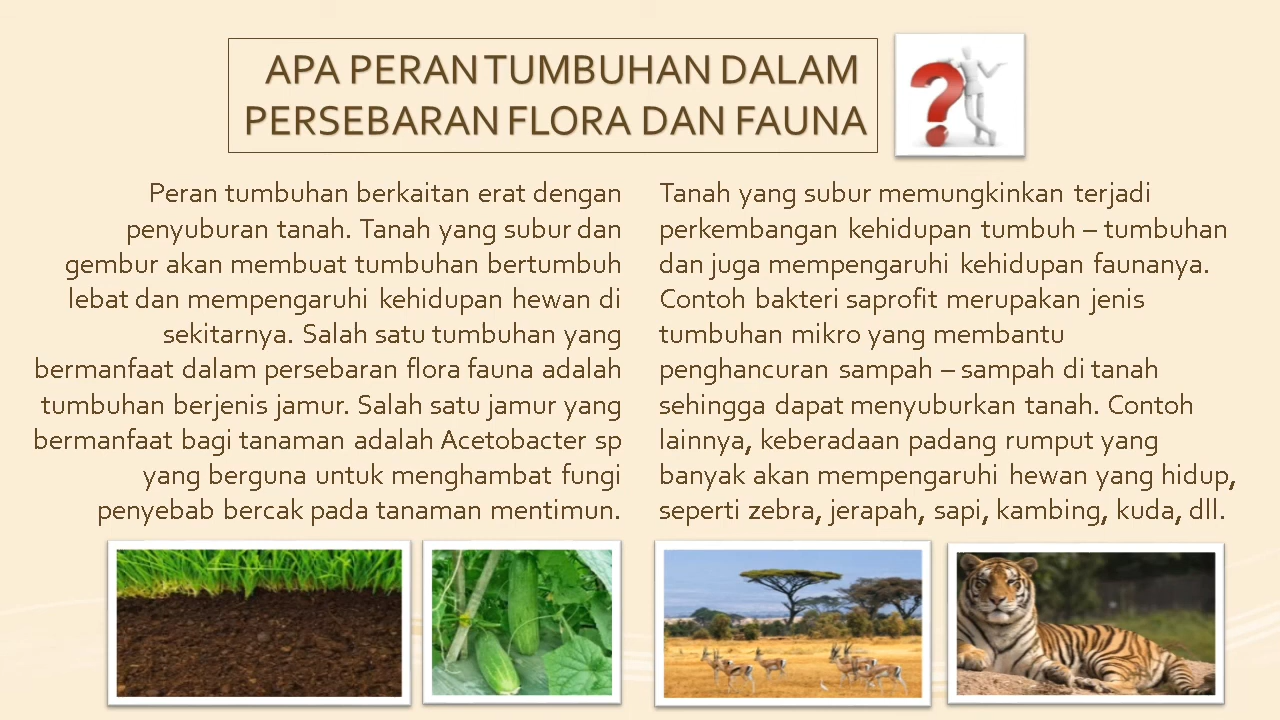 APA PERAN TUMBUHAN DALAM
PERSEBARAN FLORA DAN FAUNA
Peran tumbuhan berkaitan erat dengan
penyuburan tanah. Tanah yang subur dan
gembur akan membuat tumbuhan bertumbuh
lebat dan mempengaruhi kehidupan hewan di
sekitarnya. Salah satu tumbuhan yang
bermanfaat dalam persebaran flora fauna adalah
tumbuhan berjenis jamur. Salah satu jamur yang
bermanfaat bagi tanaman adalah Acetobacter sp
yang berguna untuk menghambat fungi
penyebab bercak pada tanaman mentimun.
Tanah yang subur memungkinkan terjadi
perkembangan kehidupan tumbuh – tumbuhan
dan juga mempengaruhi kehidupan faunanya.
Contoh bakteri saprofit merupakan jenis
tumbuhan mikro yang membantu
penghancuran sampah – sampah di tanah
sehingga dapat menyuburkan tanah. Contoh
lainnya, keberadaan padang rumput yang
banyak akan mempengaruhi hewan yang hidup,
seperti zebra, jerapah, sapi, kambing, kuda, dll.